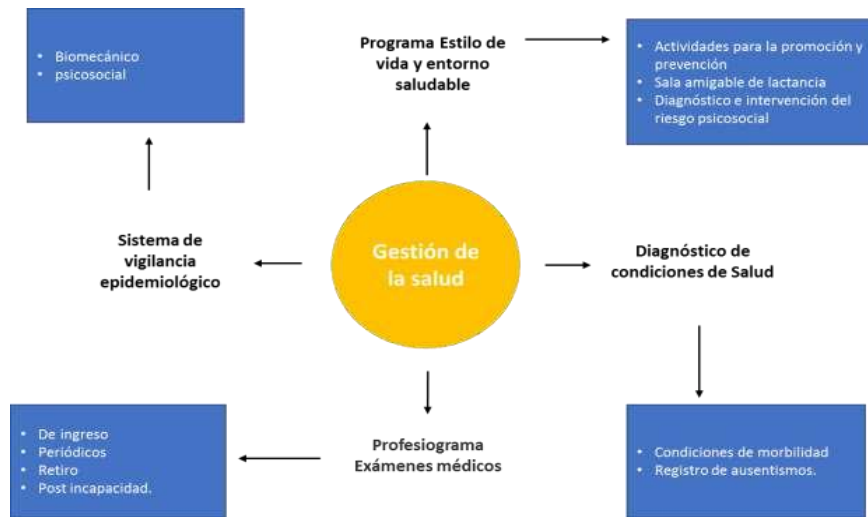 • Biomecánico
• psicosocial
Programa Estilo de
vida y entorno
saludable
• Actividades para la promoción y
prevención
• Sala amigable de lactancia
• Diagnóstico e intervención del
riesgo psicosocial
Sistema de
vigilancia
epidemiológico
Gestión de
la salud
Diagnóstico de
condiciones de Salud
• De ingreso
• Periódicos
• Retiro
• Post incapacidad.
Profesiograma
Exámenes médicos
• Condiciones de morbilidad
• Registro de ausentismos.